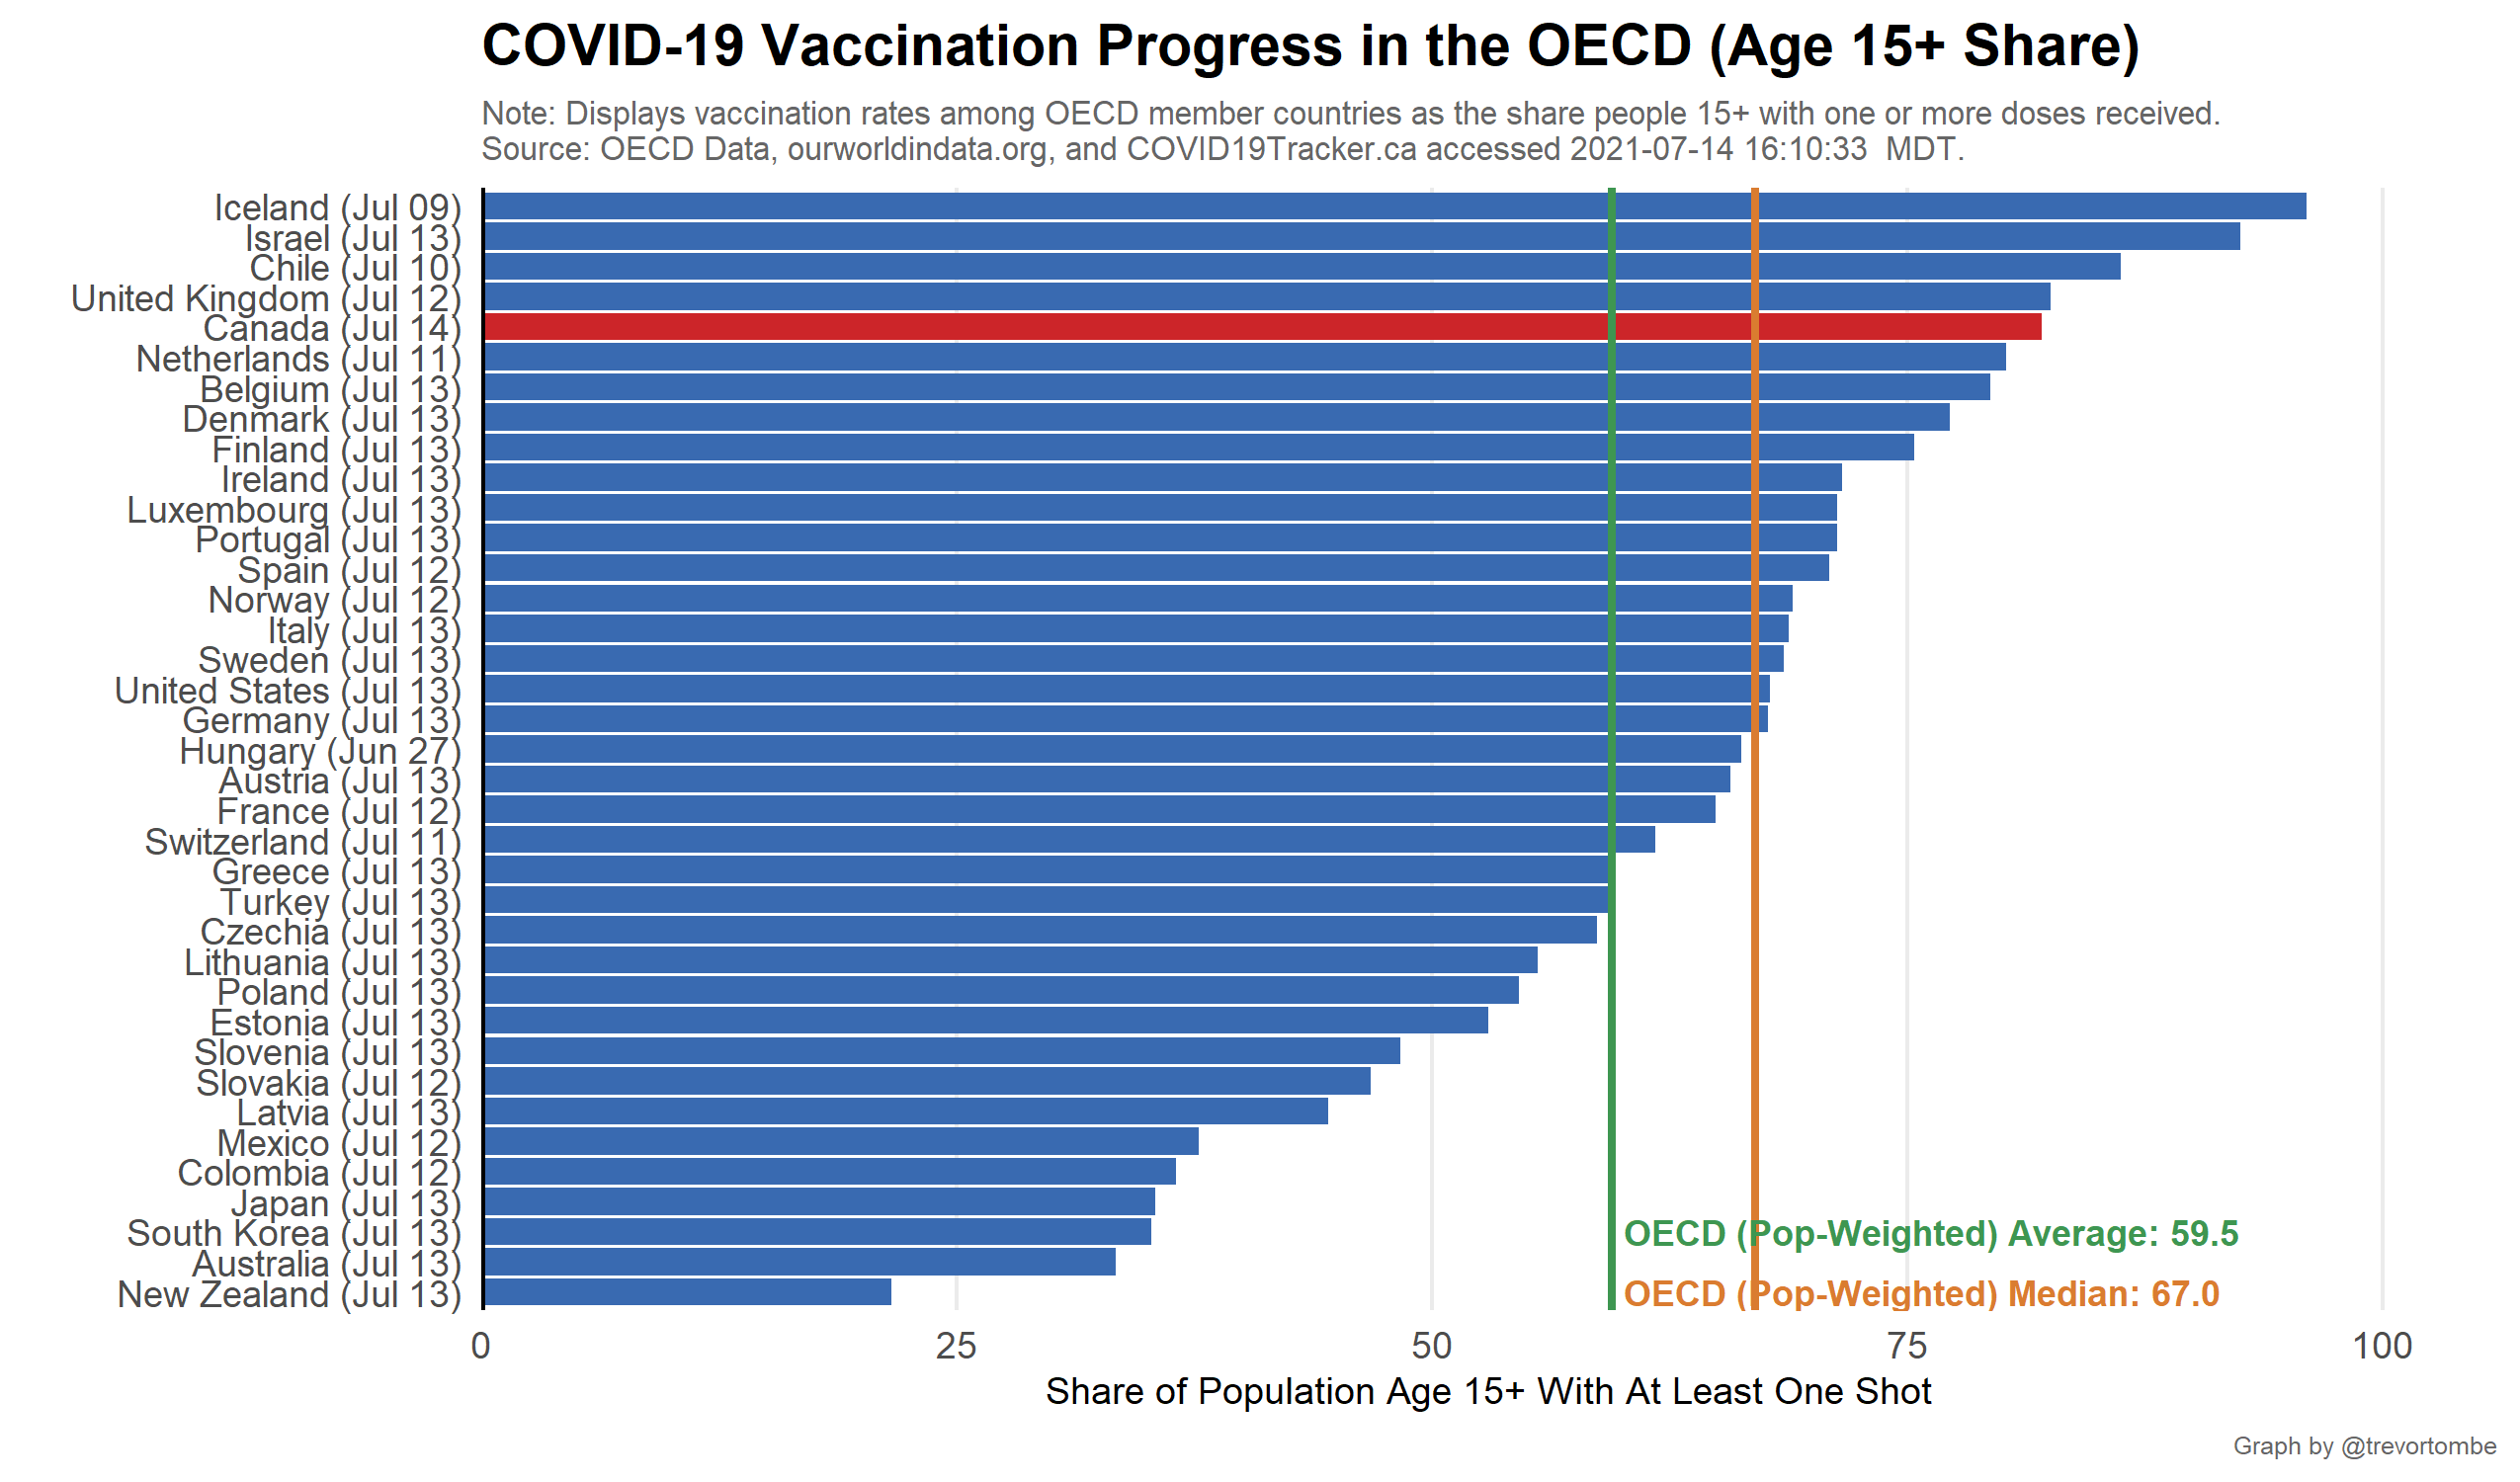 COVID-19 Vaccination Progress in the OECD (Age 15+ Share)
Note: Displays vaccination rates among OECD member countries as the share people 15+ with one or more doses received.
Source: OECD Data, ourworldindata.org, and COVID19Tracker.ca accessed 2021-07-14 16:10:33  MDT.
Iceland (Jul 09)
Israel (Jul 13)
Chile (Jul 10)
United Kingdom (Jul 12)
Canada (Jul 14)
Netherlands (Jul 11)
Belgium (Jul 13)
Denmark (Jul 13)
Finland (Jul 13)
Ireland (Jul 13)
Luxembourg (Jul 13)
Portugal (Jul 13)
Spain (Jul 12)
Norway (Jul 12)
Italy (Jul 13)
Sweden (Jul 13)
United States (Jul 13)
Germany (Jul 13)
Hungary (Jun 27)
Austria (Jul 13)
France (Jul 12)
Switzerland (Jul 11)
Greece (Jul 13)
Turkey (Jul 13)
Czechia (Jul 13)
Lithuania (Jul 13)
Poland (Jul 13)
Estonia (Jul 13)
Slovenia (Jul 13)
Slovakia (Jul 12)
Latvia (Jul 13)
Mexico (Jul 12)
Colombia (Jul 12)
Japan (Jul 13)
South Korea (Jul 13)
OECD (Pop-Weighted) Average: 59.5
Australia (Jul 13)
New Zealand (Jul 13)
OECD (Pop-Weighted) Median: 67.0
0 25 50 75 100
Share of Population Age 15+ With At Least One Shot
Graph by @trevortombe